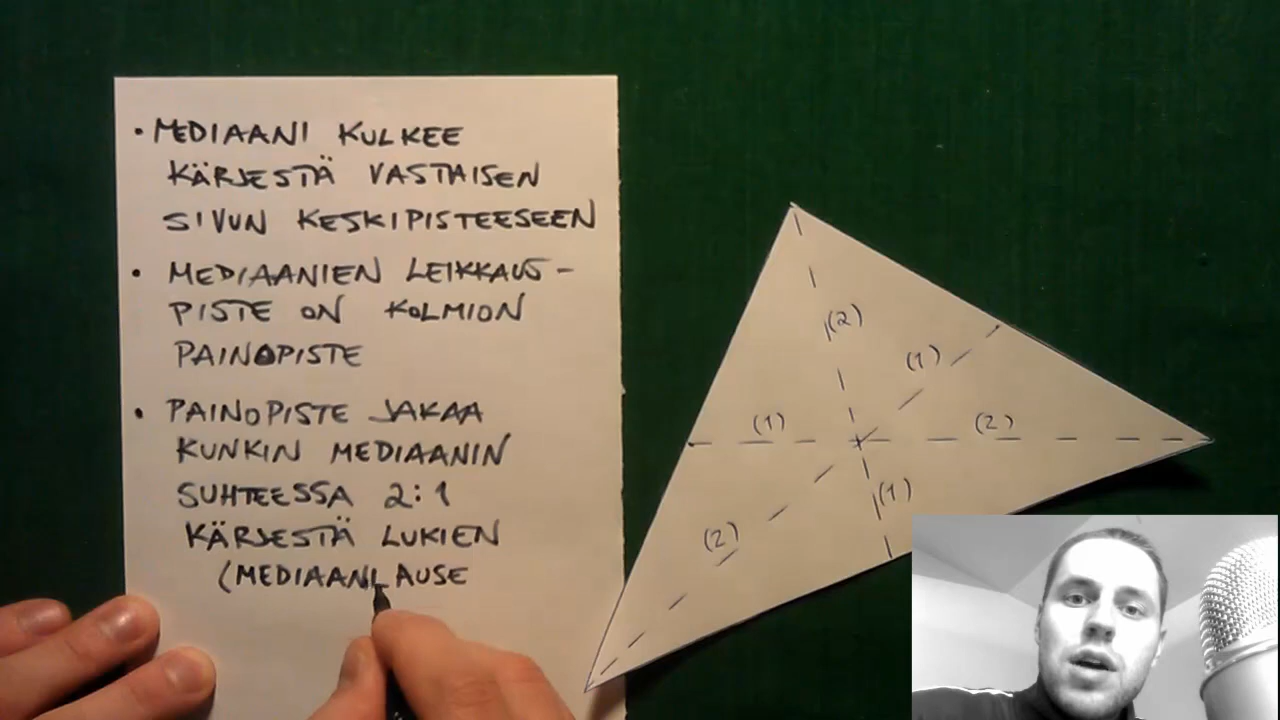 • MEDIAANI KULKEE
KÄRJESTÄ VASTAISEN
SIVUN KESKIPISTEESEEN
• MEDIAANIEN LEIKKAUS-
PISTE ON KOLMION
PAINOPISTE
• PAINOPISTE JAKAA
KUNKIN MEDIAANIN
SUHTEESSA 2:1
KÄRJESTÄ LUKIEN
(MEDIAANILAUSE
(2)
(1)
(1)
(2)
(1)
(2)